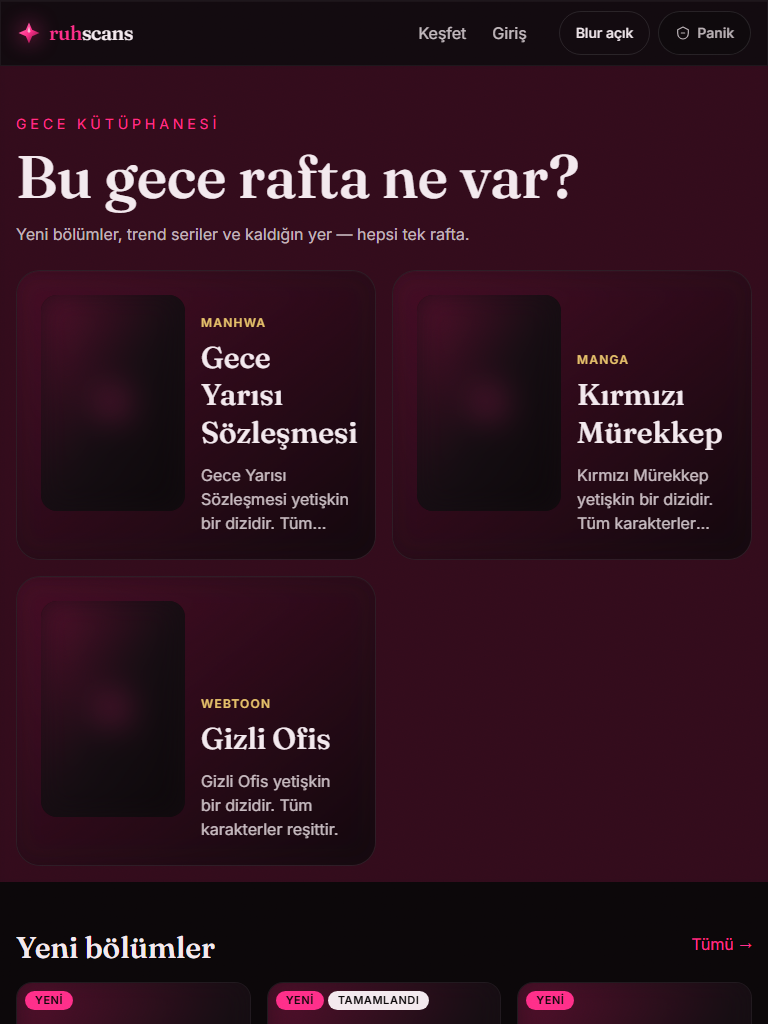 ruhscans
Keşfet
Giriş
Blur açık
Panik
GECE KÜTÜPHANESİ
Bu gece rafta ne var?
Yeni bölümler, trend seriler ve kaldığın yer — hepsi tek rafta.
MANHWA
Gece
Yarısı
Sözleşmesi
Gece Yarısı
Sözleşmesi yetişkin
bir dizidir. Tüm...
MANGA
Kırmızı
Mürekkep
Kırmızı Mürekkep
yetişkin bir dizidir.
Tüm karakterler...
WEBTOON
Gizli Ofis
Gizli Ofis yetişkin
bir dizidir. Tüm
karakterler reşittir.
Yeni bölümler
Tümü →
YENİ
YENİ
TAMAMLANDI
YENİ